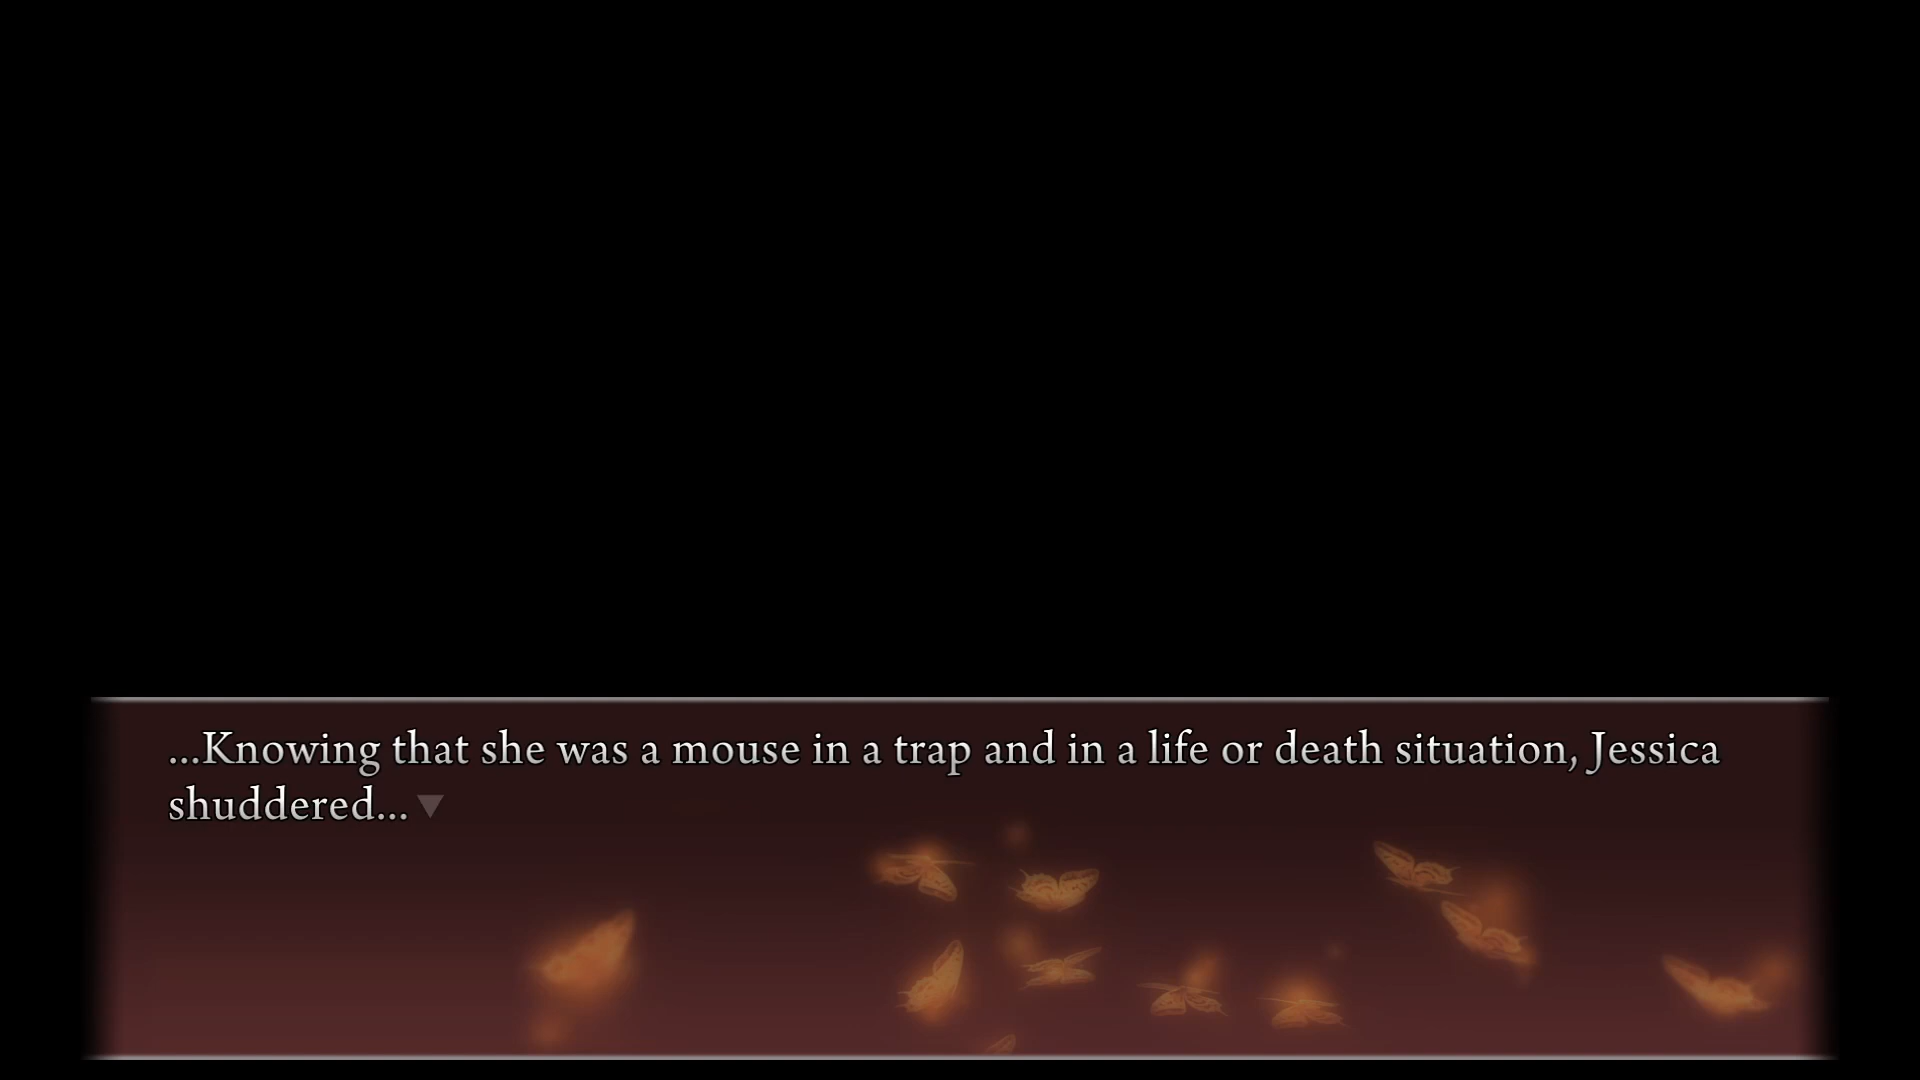 ...Knowing that she was a mouse in a trap and in a life or death situation, Jessica
shuddered...